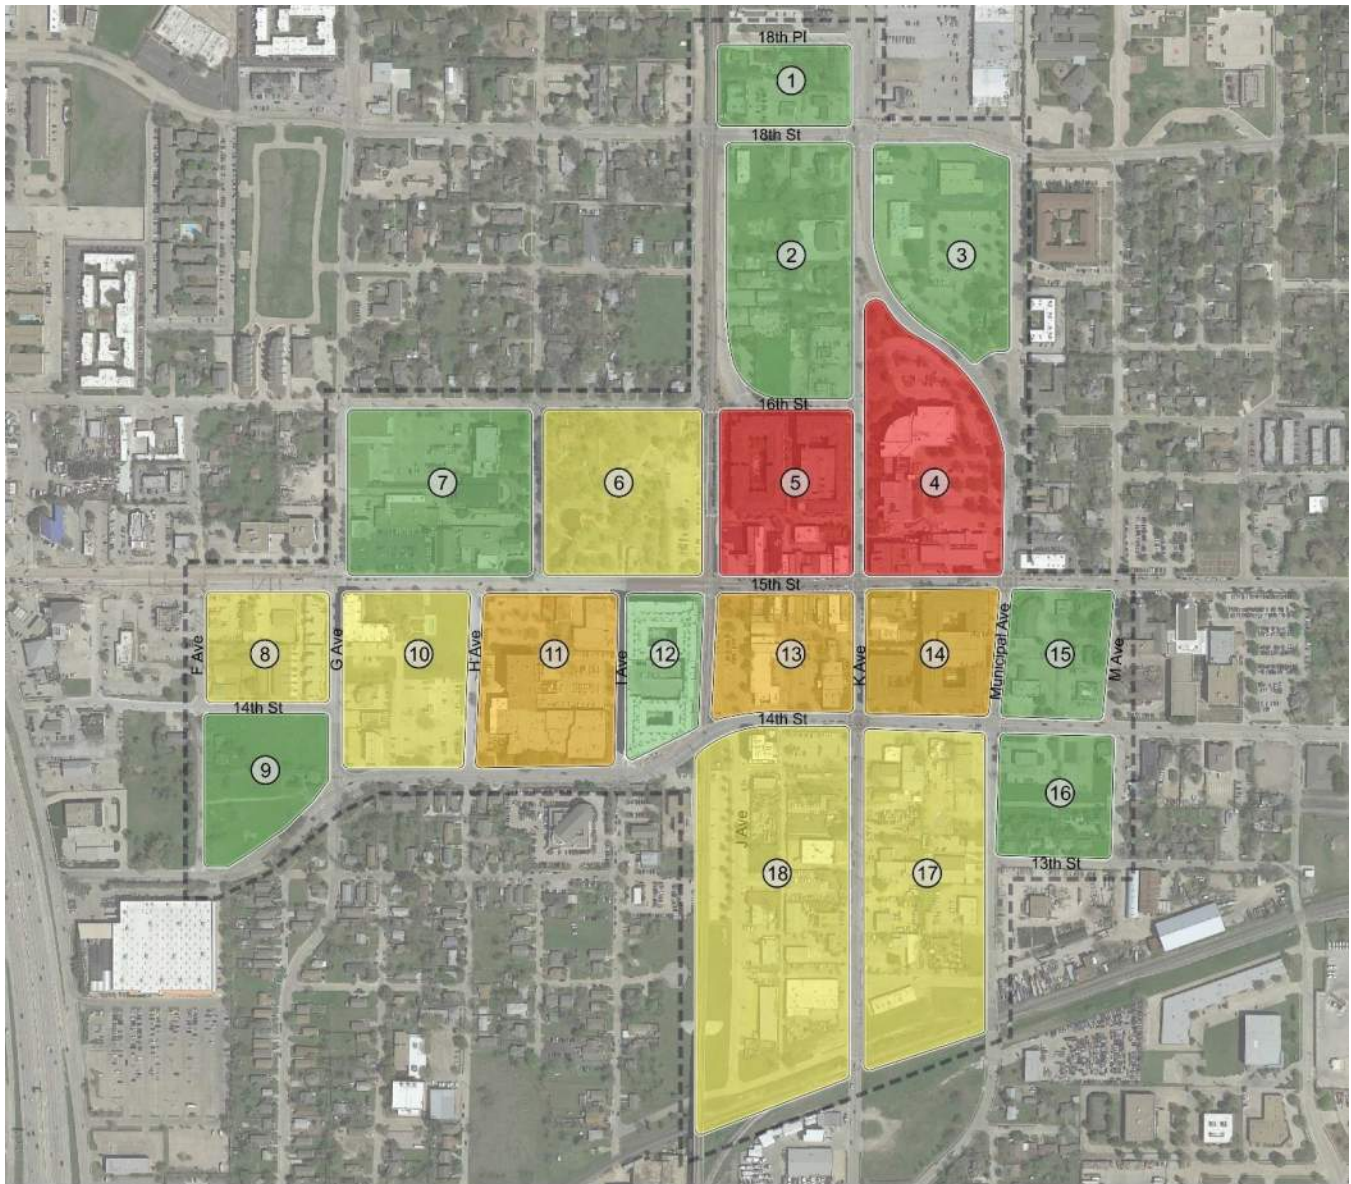 18th Pl
1
18th St
2
3
16th St
7
6
5
4
15th St
F Ave
8
G Ave
10
H Ave
11
I Ave
12
13
K Ave
14
Municipal Ave
15
M Ave
14th St
14th St
9
J Ave
18
17
16
13th St